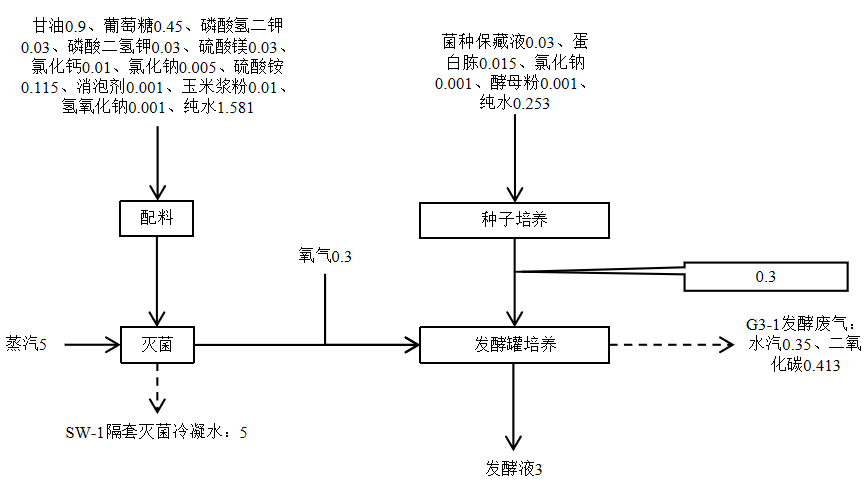 甘油0.9、葡萄糖0.45、磷酸氢二钾
0.03、磷酸二氢钾0.03、硫酸镁0.03、
氯化钙0.01、氯化钠0.005、硫酸铵
0.115、消泡剂0.001、玉米浆粉0.01、
氢氧化钠0.001、纯水1.581
菌种保藏液0.03、蛋
白胨0.015、氯化钠
0.001、酵母粉0.001、
纯水0.253
配料
种子培养
氧气0.3
0.3
蒸汽5
灭菌
发酵罐培养
G3-1发酵废气：
水汽0.35、二氧
化碳0.413
SW-1隔套灭菌冷凝水：5
发酵液3